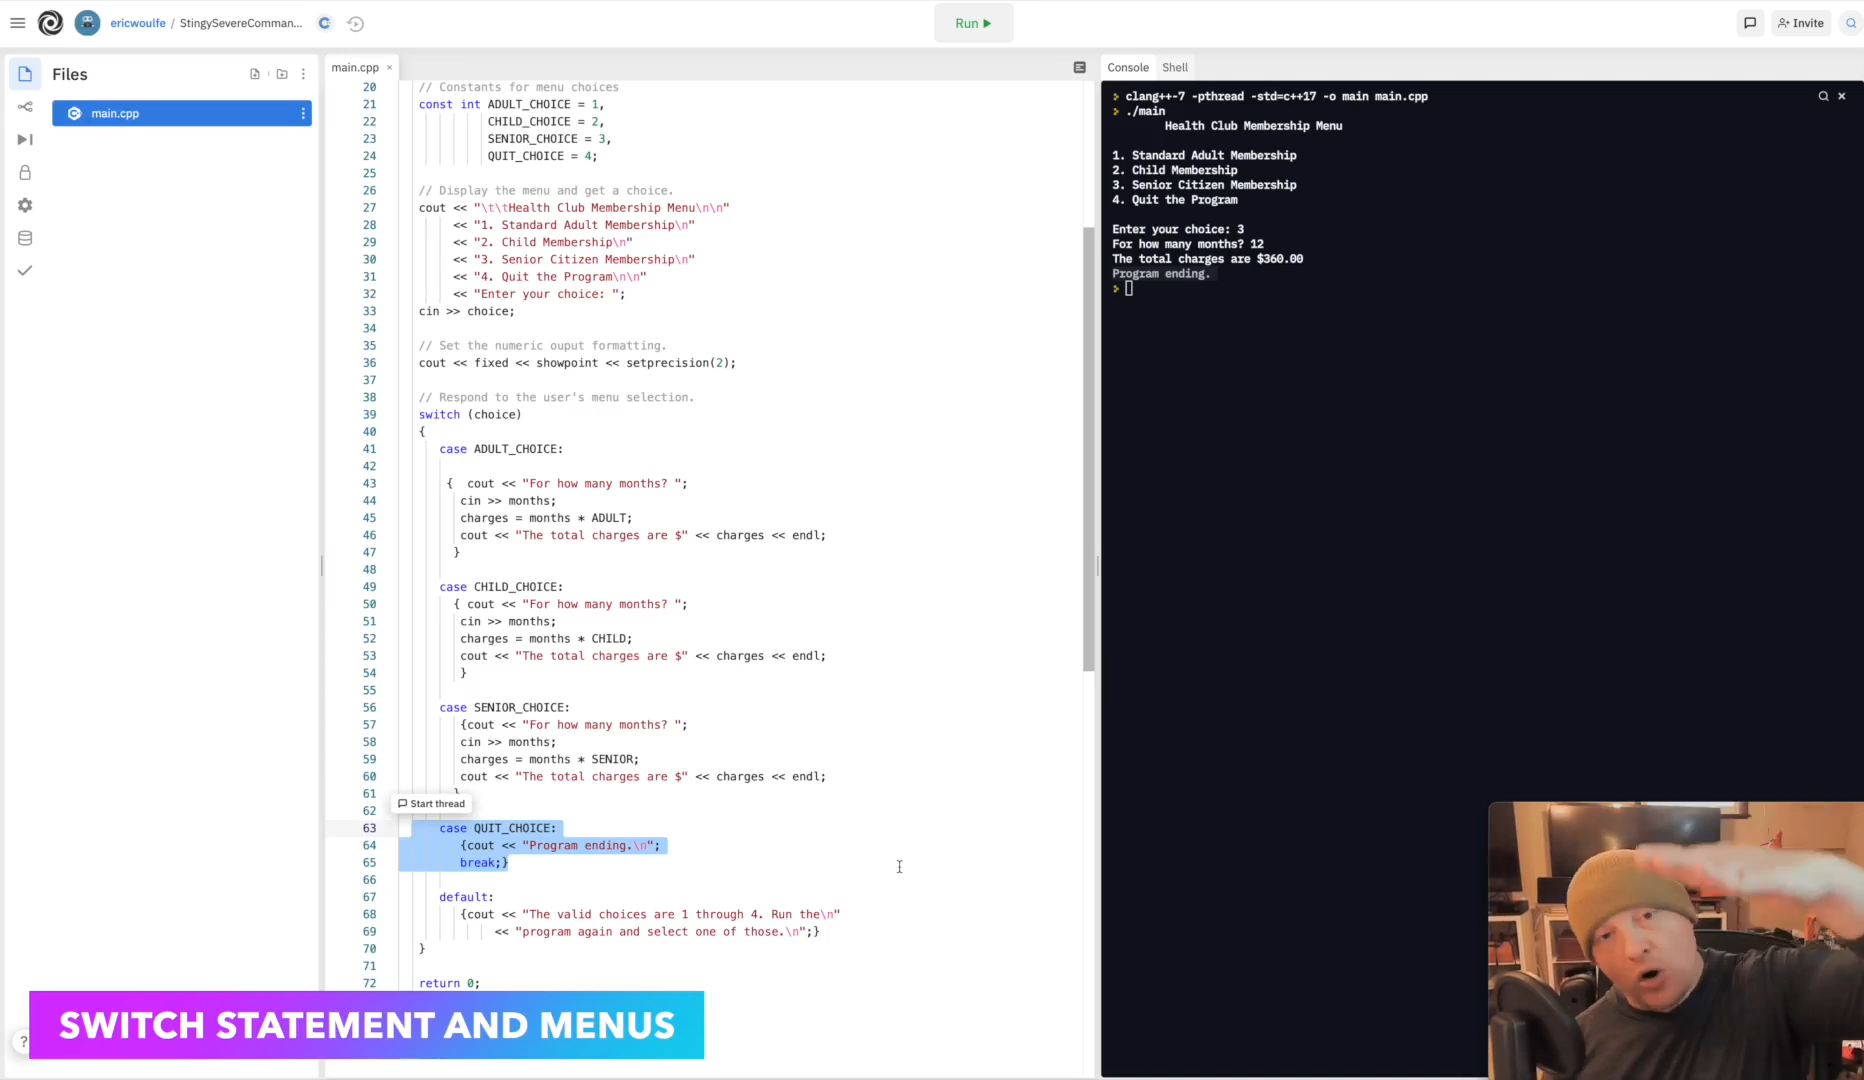 ericwoulfe / StingySevereComman...
Run
Invite
Files
main.cpp
main.cpp ×
20 // Constants for menu choices
21 const int ADULT_CHOICE = 1,
22 CHILD_CHOICE = 2,
23 SENIOR_CHOICE = 3,
24 QUIT_CHOICE = 4;
25
26 // Display the menu and get a choice.
27 cout << "\t\tHealth Club Membership Menu\n\n"
28 << "1. Standard Adult Membership\n"
29 << "2. Child Membership\n"
30 << "3. Senior Citizen Membership\n"
31 << "4. Quit the Program\n\n"
32 << "Enter your choice: ";
33 cin >> choice;
34
35 // Set the numeric ouput formatting.
36 cout << fixed << showpoint << setprecision(2);
37
38 // Respond to the user's menu selection.
39 switch (choice)
40 {
41 case ADULT_CHOICE:
42
43 { cout << "For how many months? ";
44 cin >> months;
45 charges = months * ADULT;
46 cout << "The total charges are $" << charges << endl;
47 }
48
49 case CHILD_CHOICE:
50 { cout << "For how many months? ";
51 cin >> months;
52 charges = months * CHILD;
53 cout << "The total charges are $" << charges << endl;
54 }
55
56 case SENIOR_CHOICE:
57 {cout << "For how many months? ";
58 cin >> months;
59 charges = months * SENIOR;
60 cout << "The total charges are $" << charges << endl;
61 }
Start thread
62
63 case QUIT_CHOICE:
64 {cout << "Program ending.\n";
65 break;}
66
67 default:
68 {cout << "The valid choices are 1 through 4. Run the\n"
69 << "program again and select one of those.\n";}
70 }
71
72 return 0;
Console Shell
> clang++-7 -pthread -std=c++17 -o main main.cpp
> ./main
Health Club Membership Menu
1. Standard Adult Membership
2. Child Membership
3. Senior Citizen Membership
4. Quit the Program
Enter your choice: 3
For how many months? 12
The total charges are $360.00
Program ending.
>
SWITCH STATEMENT AND MENUS
?